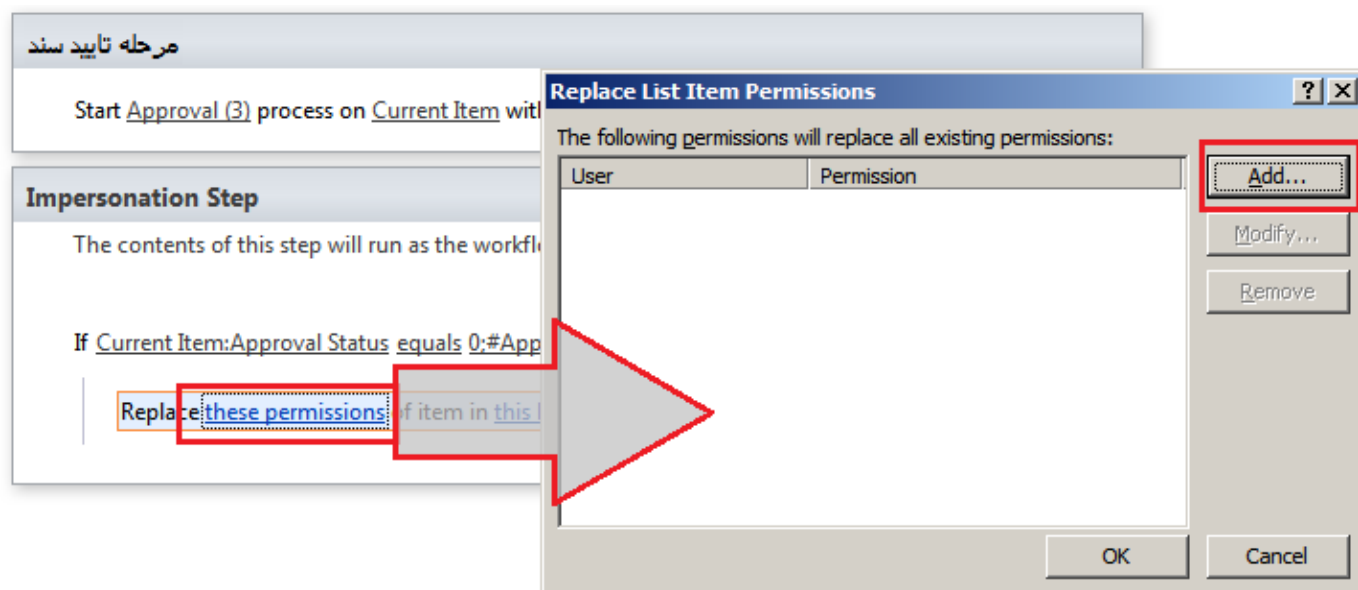 مرحله تایید سند
Start Approval (3) process on Current Item with
Impersonation Step
The contents of this step will run as the workfl
If Current Item:Approval Status equals 0;#App
Replace these permissions of item in this
Replace List Item Permissions
The following permissions will replace all existing permissions:
User Permission
Add...
Modify...
Remove
OK Cancel